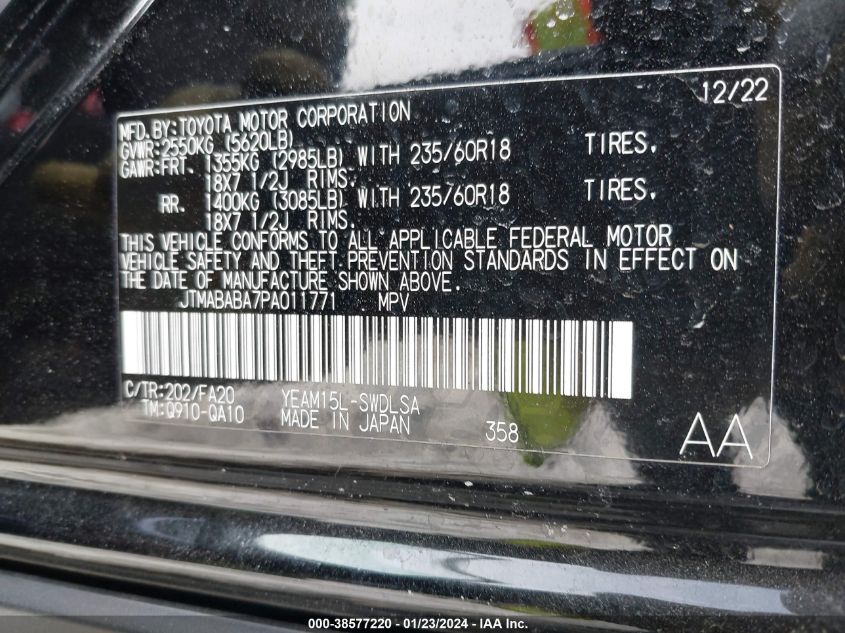 12/22
MFD.BY:TOYOTA MOTOR CORPORATION
GVWR:2550KG (5620LB)
GAWR:FRT. 1355KG (2985LB) WITH 235/60R18 TIRES.
18X7 1/2J RIMS.
RR. 1400KG (3085LB) WITH 235/60R18 TIRES.
18X7 1/2J RIMS.
THIS VEHICLE CONFORMS TO ALL APPLICABLE FEDERAL MOTOR
VEHICLE SAFETY AND THEFT PREVENTION STANDARDS IN EFFECT ON
THE DATE OF MANUFACTURE SHOWN ABOVE.
JTMABABA7PA011771 MPV
C/TR:202/FA20 YEAM15L-SWDLSA
TM:Q910-QA10 MADE IN JAPAN 358 AA
000-38577220 - 01/23/2024 - IAA Inc.